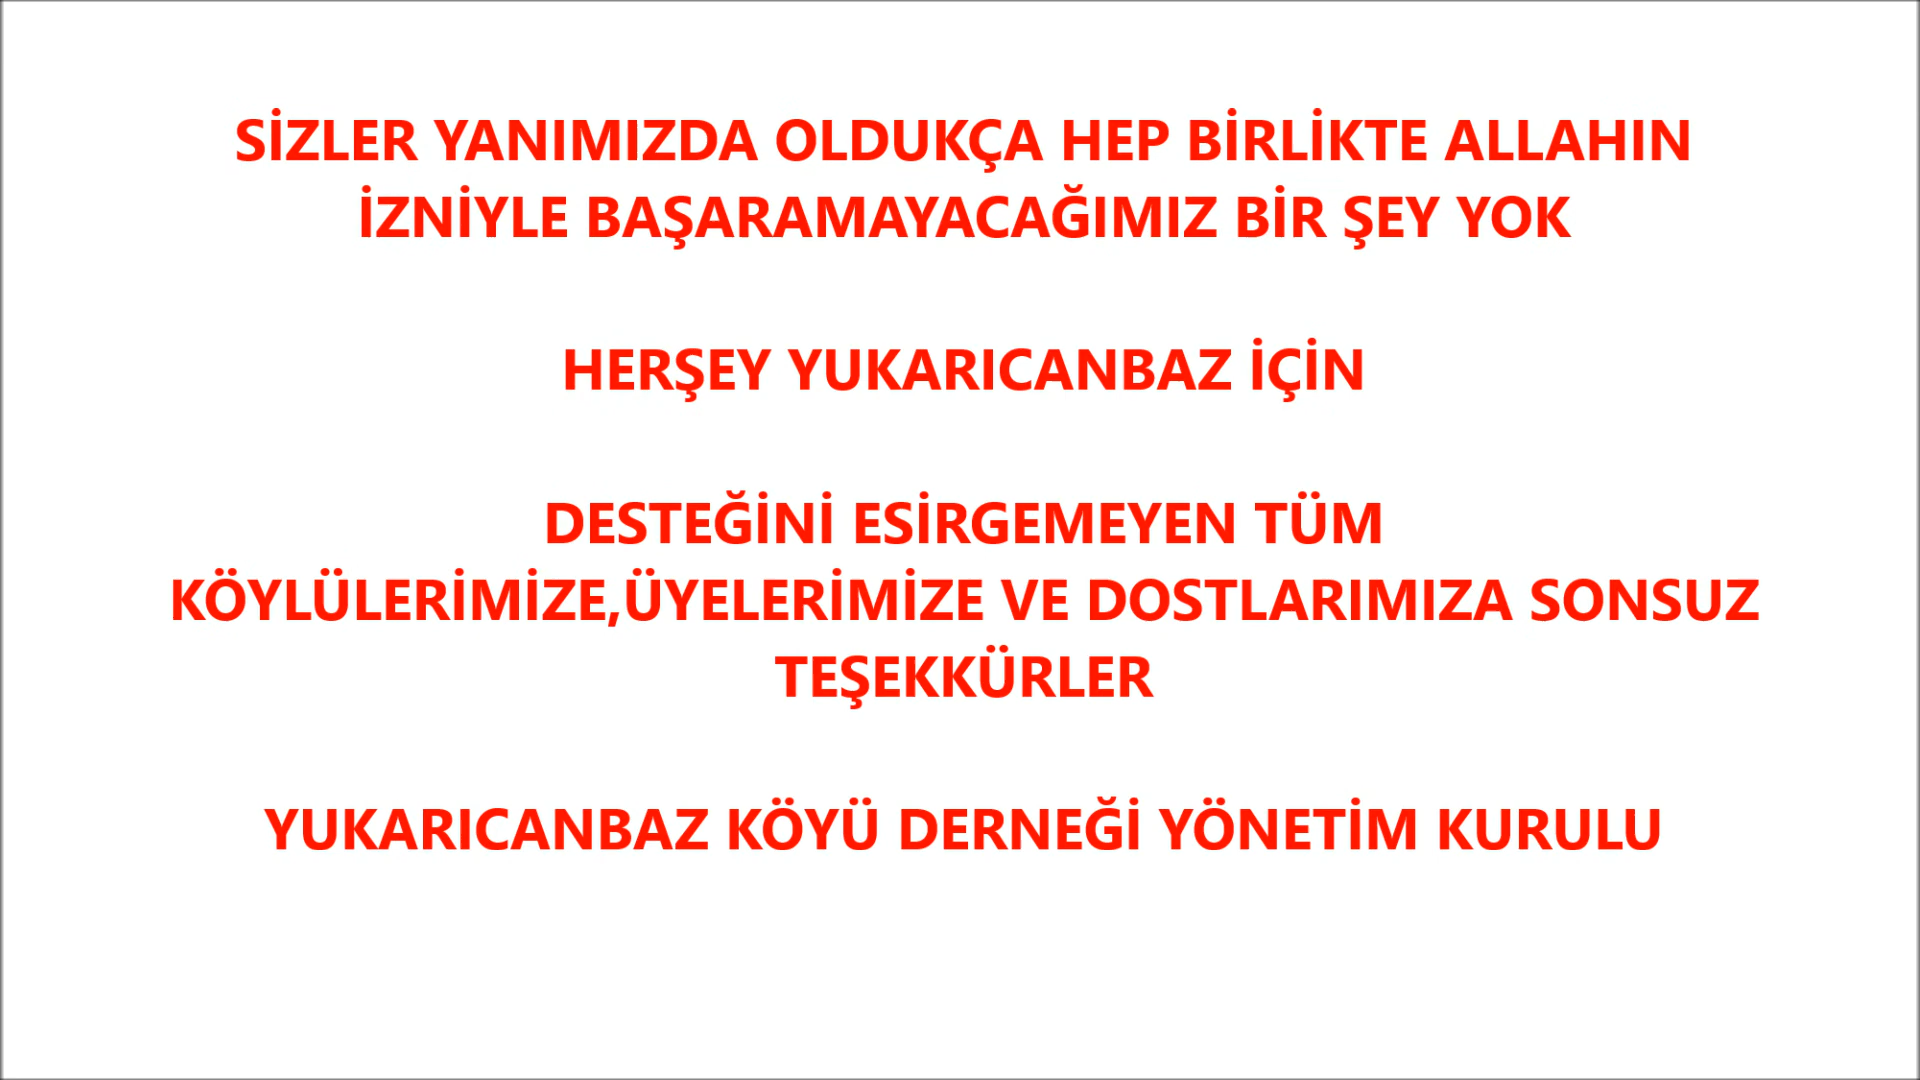 SİZLER YANIMIZDA OLDUKÇA HEP BİRLİKTE ALLAHIN
İZNİYLE BAŞARAMAYACAĞIMIZ BİR ŞEY YOK
HERŞEY YUKARICANBAZ İÇİN
DESTEĞİNİ ESİRGEMEYEN TÜM
KÖYLÜLERİMİZE,ÜYELERİMİZE VE DOSTLARIMIZA SONSUZ
TEŞEKKÜRLER
YUKARICANBAZ KÖYÜ DERNEĞİ YÖNETİM KURULU